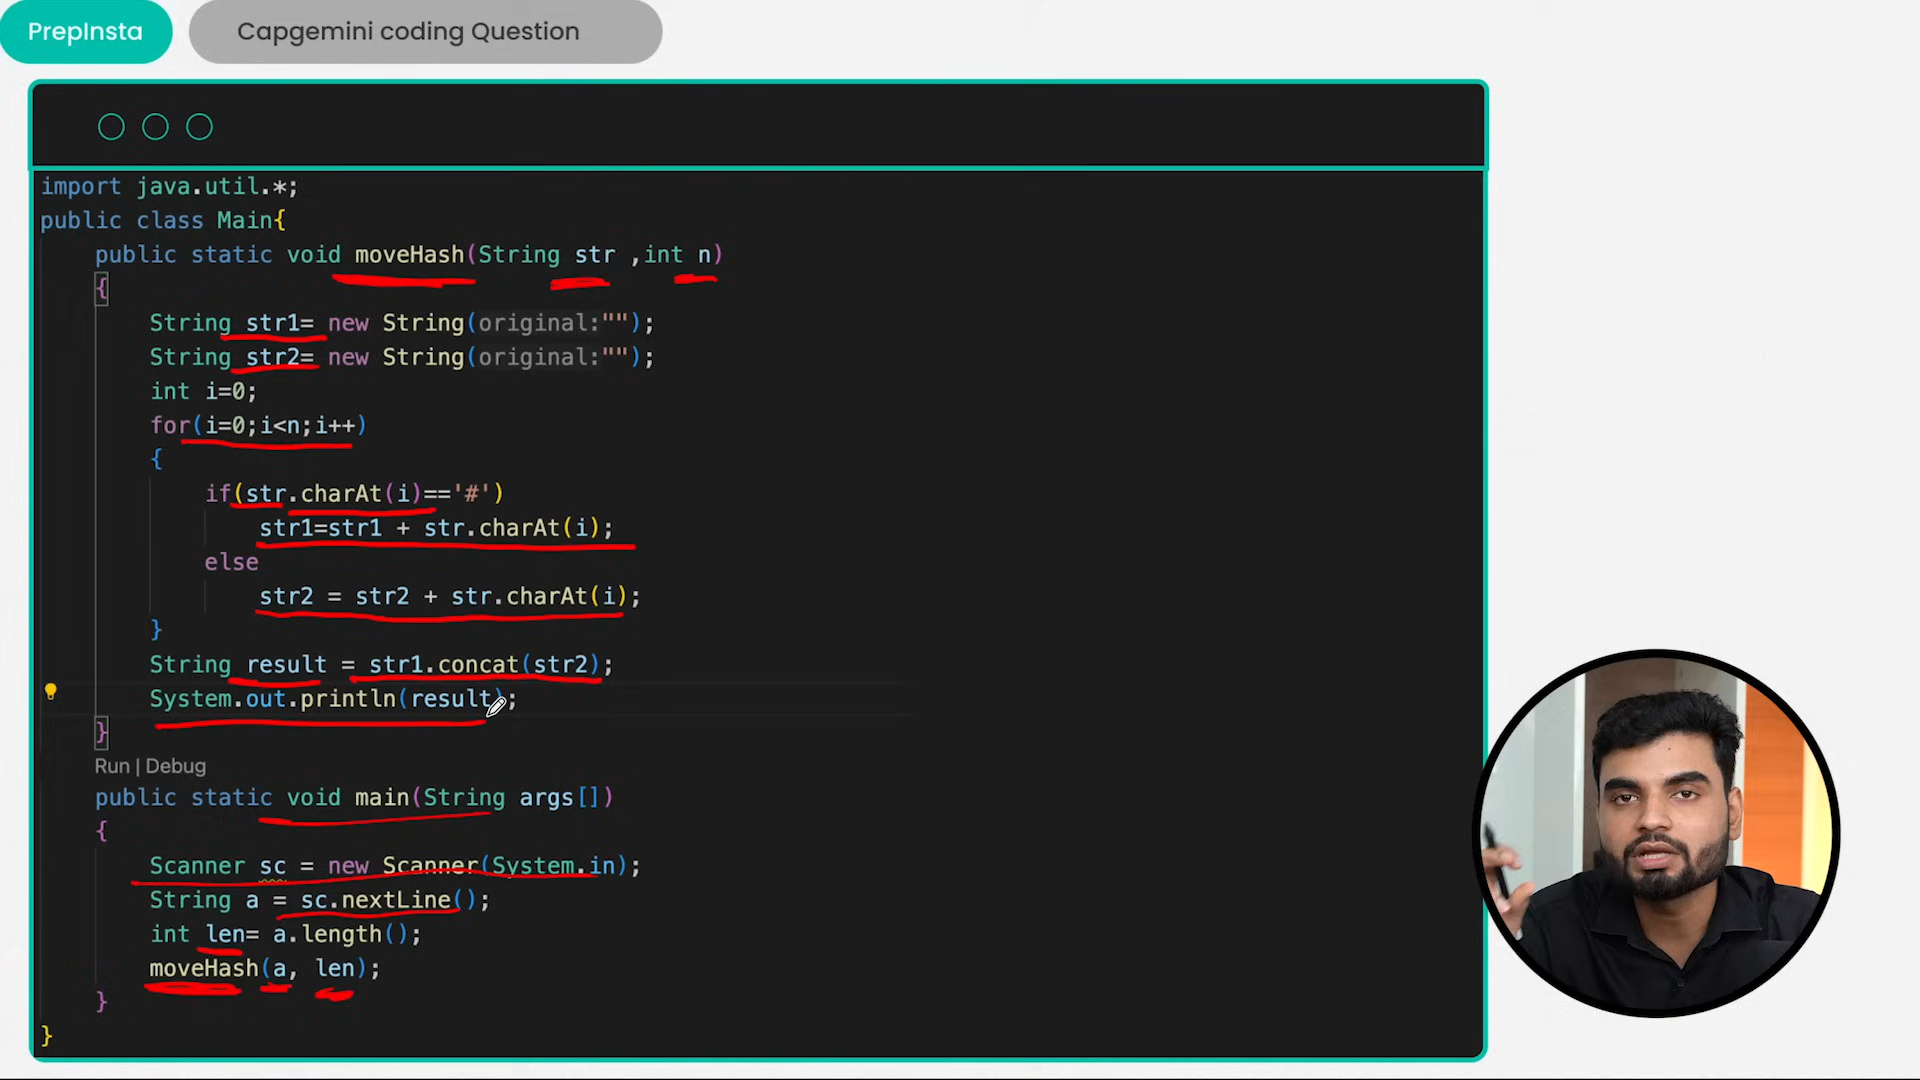 PrepInsta
Capgemini coding Question
import java.util.*;
public class Main{
public static void moveHash(String str ,int n)
{
String str1= new String(original:"");
String str2= new String(original:"");
int i=0;
for(i=0;i<n;i++)
{
if(str.charAt(i)=='#')
str1=str1 + str.charAt(i);
else
str2 = str2 + str.charAt(i);
}
String result = str1.concat(str2);
System.out.println(result);
}
Run | Debug
public static void main(String args[])
{
Scanner sc = new Scanner(System.in);
String a = sc.nextLine();
int len= a.length();
moveHash(a, len);
}
}